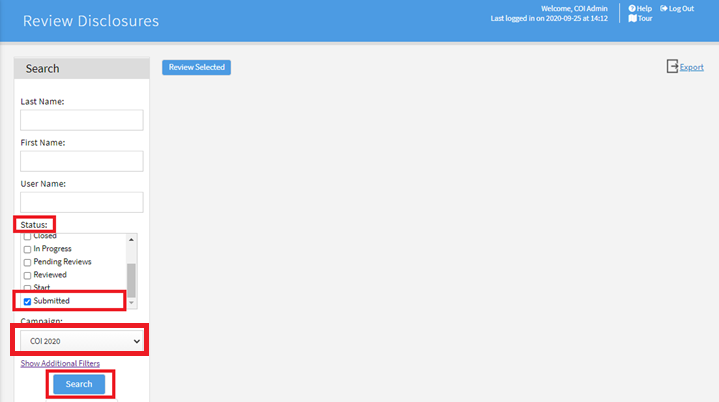 Review Disclosures
Welcome, COI Admin
Last logged in on 2020-09-25 at 14:12
Help
Log Out
Tour
Search
Review Selected
Export
Last Name:
First Name:
User Name:
Status:
Closed
In Progress
Pending Reviews
Reviewed
Start
Submitted
Campaign:
COI 2020
Show Additional Filters
Search